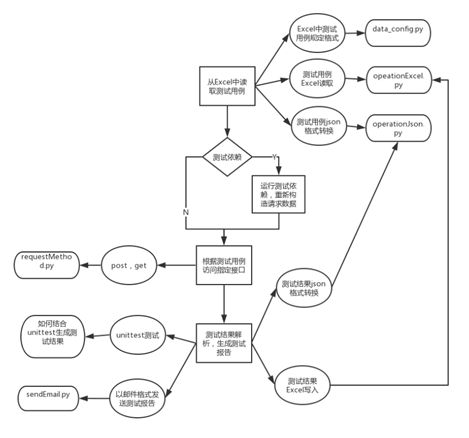 Excel中测试
用例规定格式
data_config.py
从Excel中读
取测试用例
测试用例
Excel读取
opeationExcel.
py
测试用例json
格式转换
operationJson.
py
测试依赖
Y
N
运行测试依
赖，重新构
造请求数据
requestMetho
d.py
post，get
根据测试用例
访问指定接口
测试结果json
格式转换
如何结合
unittest生成测
试结果
unittest测试
测试结果解
析，生成测试
报告
sendEmail.py
以邮件格式发
送测试报告
测试结果
Excel写入